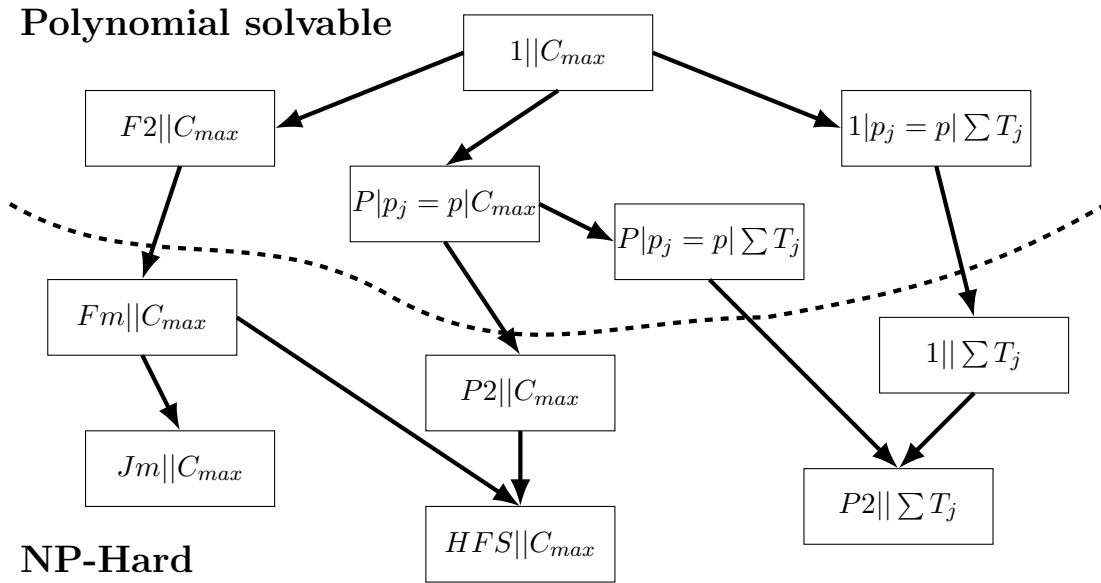 Polynomial solvable
1||C_{max}
F2||C_{max}
1|p_j = p| ∑ T_j
P|p_j = p|C_{max}
P|p_j = p| ∑ T_j
Fm||C_{max}
1|| ∑ T_j
P2||C_{max}
Jm||C_{max}
P2|| ∑ T_j
HFS||C_{max}
NP-Hard